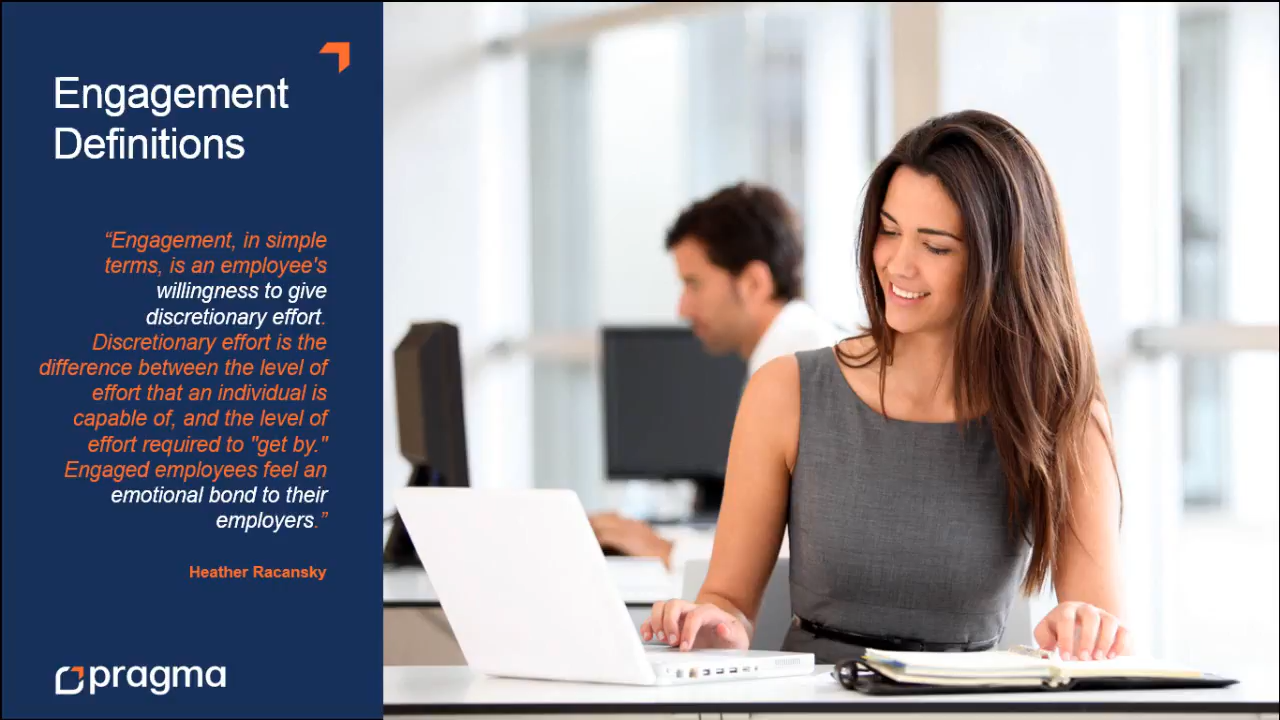 Engagement
Definitions
“Engagement, in simple
terms, is an employee's
willingness to give
discretionary effort.
Discretionary effort is the
difference between the level of
effort that an individual is
capable of, and the level of
effort required to "get by."
Engaged employees feel an
emotional bond to their
employers.”
Heather Racansky
pragma